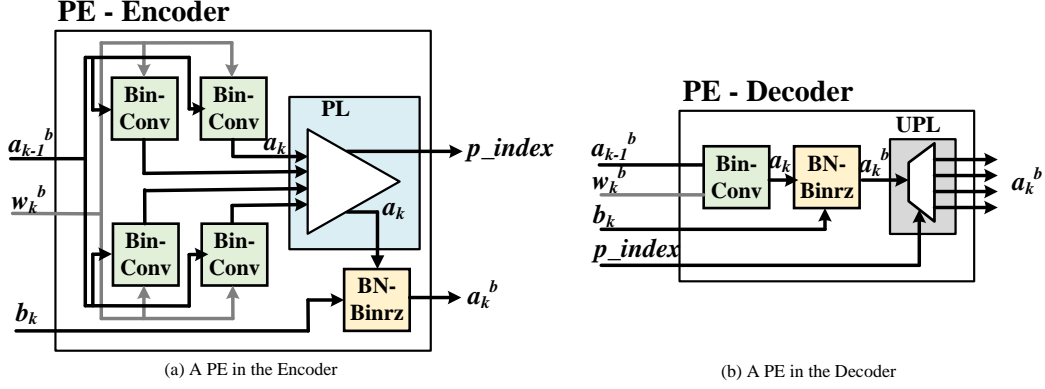 PE - Encoder
Bin-
Conv
Bin-
Conv
PL
a_{k-1}^b
a_k
p_index
w_k^b
a_k
Bin-
Conv
Bin-
Conv
BN-
Binrz
a_k^b
b_k
(a) A PE in the Encoder
PE - Decoder
UPL
a_{k-1}^b
Bin-
Conv
a_k
BN-
Binrz
a_k^b
a_k^b
w_k^b
b_k
p_index
(b) A PE in the Decoder